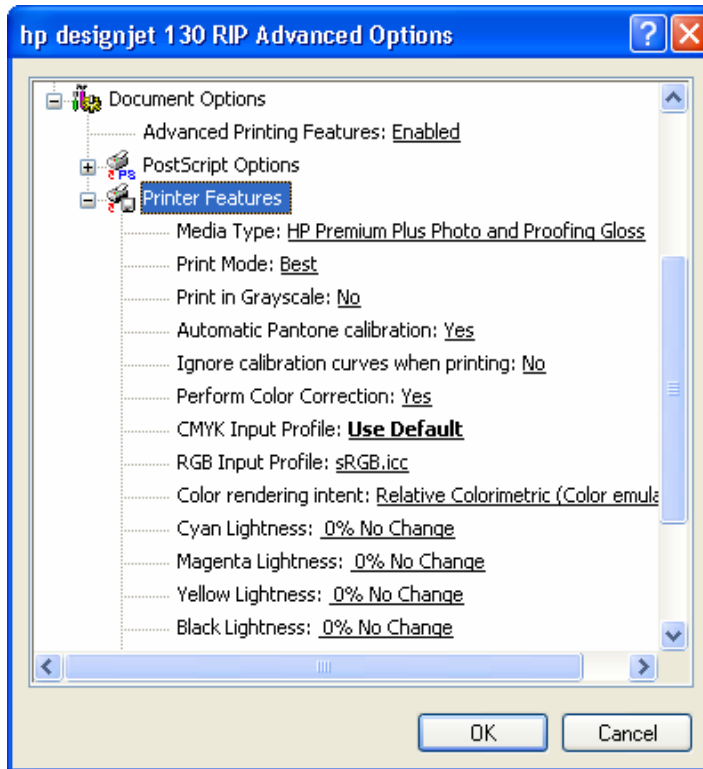 hp designjet 130 RIP Advanced Options
Document Options
Advanced Printing Features: Enabled
PostScript Options
Printer Features
Media Type: HP Premium Plus Photo and Proofing Gloss
Print Mode: Best
Print in Grayscale: No
Automatic Pantone calibration: Yes
Ignore calibration curves when printing: No
Perform Color Correction: Yes
CMYK Input Profile: Use Default
RGB Input Profile: sRGB.icc
Color rendering intent: Relative Colorimetric (Color emula
Cyan Lightness: 0% No Change
Magenta Lightness: 0% No Change
Yellow Lightness: 0% No Change
Black Lightness: 0% No Change
OK Cancel